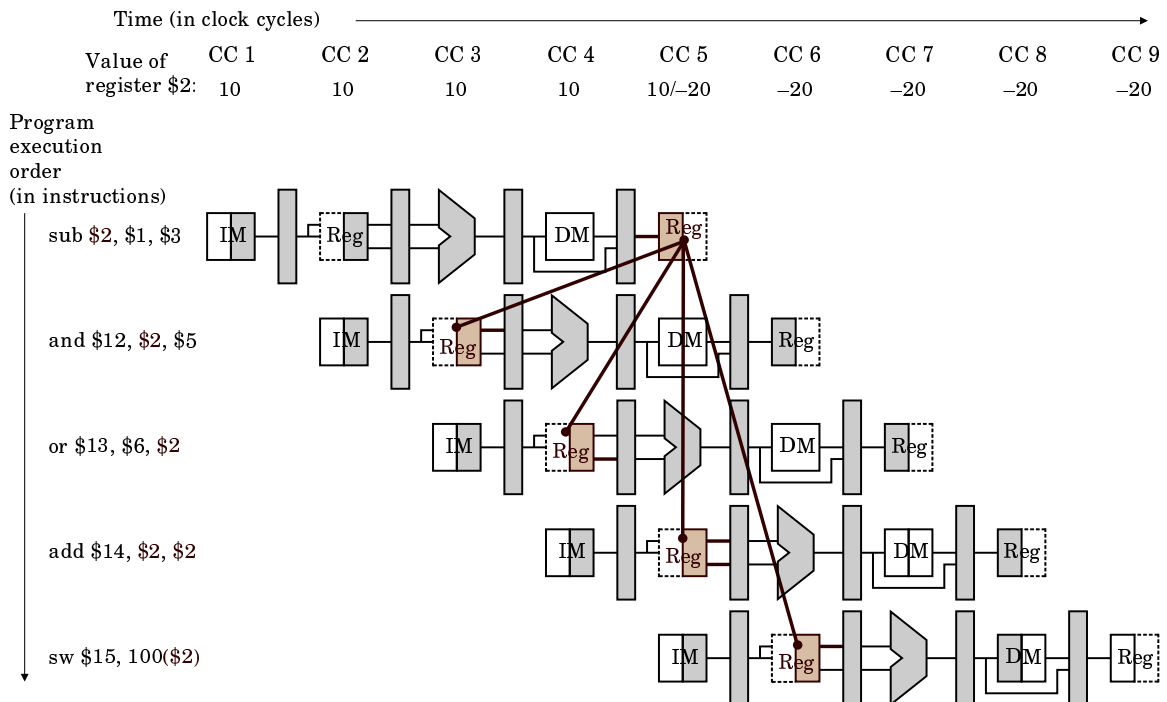 Time (in clock cycles)
Value of
register $2:
CC 1 CC 2 CC 3 CC 4 CC 5 CC 6 CC 7 CC 8 CC 9
10 10 10 10 10/–20 –20 –20 –20 –20
Program
execution
order
(in instructions)
sub $2, $1, $3
IM Reg DM Reg
and $12, $2, $5
IM Reg DM Reg
or $13, $6, $2
IM Reg DM Reg
add $14, $2, $2
IM Reg DM Reg
sw $15, 100($2)
IM Reg DM Reg